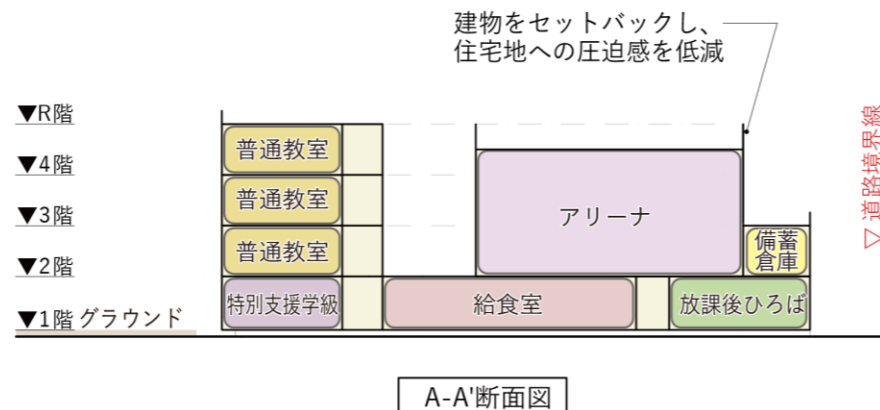 建物をセットバックし、
住宅地への圧迫感を低減
▼R階
▼4階
▼3階
▼2階
▼1階 グラウンド
普通教室
普通教室
普通教室
特別支援学級
アリーナ
備蓄
倉庫
給食室
放課後ひろば
▽ 道路境界線
A-A'断面図